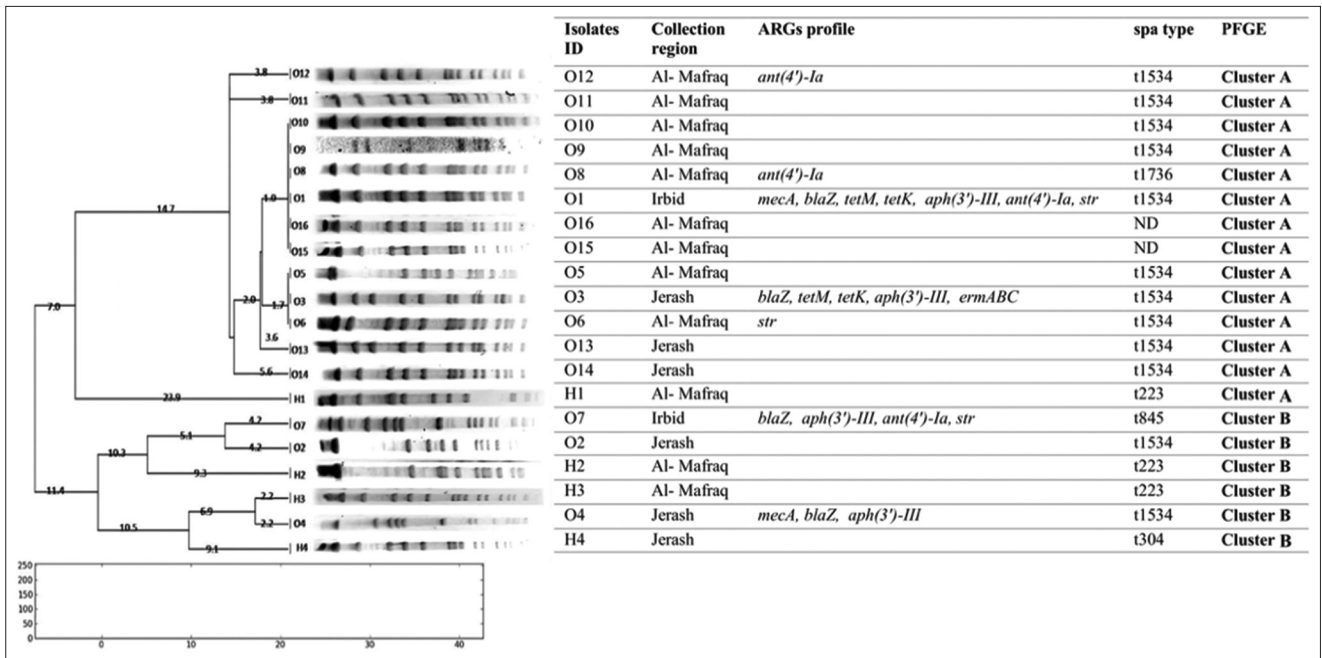 Isolates ID Collection region ARGs profile spa type PFGE
3.8 O12 O12 Al- Mafraq ant(4')-Ia t1534 Cluster A
3.8 O11 O11 Al- Mafraq t1534 Cluster A
O10 O10 Al- Mafraq t1534 Cluster A
O9 O9 Al- Mafraq t1534 Cluster A
O8 O8 Al- Mafraq ant(4')-Ia t1736 Cluster A
1.0 O1 O1 Irbid mecA, blaZ, tetM, tetK, aph(3')-III, ant(4')-Ia, str t1534 Cluster A
14.7
O16 O16 Al- Mafraq ND Cluster A
O15 O15 Al- Mafraq ND Cluster A
O5 O5 Al- Mafraq t1534 Cluster A
2.0 1.7 O3 O3 Jerash blaZ, tetM, tetK, aph(3')-III, ermABC t1534 Cluster A
7.0
O6 O6 Al- Mafraq str t1534 Cluster A
3.6 O13 O13 Jerash t1534 Cluster A
5.6 O14 O14 Jerash t1534 Cluster A
23.9 H1 H1 Al- Mafraq t223 Cluster A
4.2 O7 O7 Irbid blaZ, aph(3')-III, ant(4')-Ia, str t845 Cluster B
5.1
4.2 O2 O2 Jerash t1534 Cluster B
10.3
9.3 H2 H2 Al- Mafraq t223 Cluster B
11.4
2.2 H3 H3 Al- Mafraq t223 Cluster B
6.9
2.2 O4 O4 Jerash mecA, blaZ, aph(3')-III t1534 Cluster B
10.5
9.1 H4 H4 Jerash t304 Cluster B
250
200
150
100
50
0
0 10 20 30 40